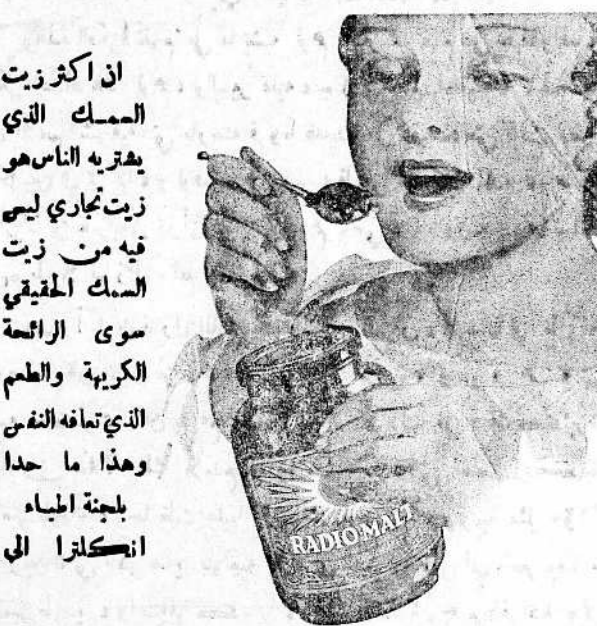 ان اكثر زيت
السمك الذي
يشتريه الناس هو
زيت تجاري ليس
فيه من زيت
السمك الحقيقي
سوى الرائحة
الكريهة والطعم
الذي تعافه النفس
وهذا ما حدا
بلجنة اطباء
انكلترا الى
RADIOMALT